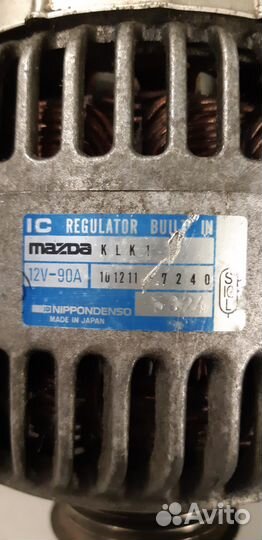 IC REGULATOR BUILT IN
mazda KLK1
12V-90A 101211 7240
NIPPONDENSO
MADE IN JAPAN
Avito